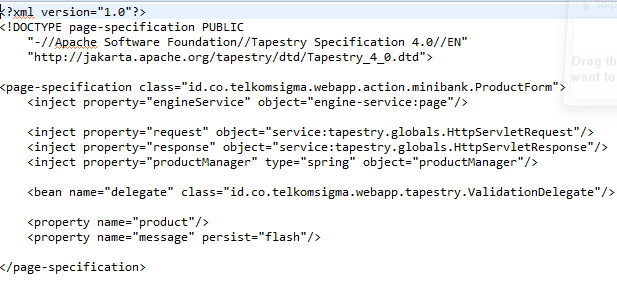 <?xml version="1.0"?>
<!DOCTYPE page-specification PUBLIC
"-//Apache Software Foundation//Tapestry Specification 4.0//EN"
"http://jakarta.apache.org/tapestry/dtd/Tapestry_4_0.dtd">
<page-specification class="id.co.telkomsigma.webapp.action.minibank.ProductForm">
<inject property="engineService" object="engine-service:page"/>
<inject property="request" object="service:tapestry.globals.HttpServletRequest"/>
<inject property="response" object="service:tapestry.globals.HttpServletResponse"/>
<inject property="productManager" type="spring" object="productManager"/>
<bean name="delegate" class="id.co.telkomsigma.webapp.tapestry.ValidationDelegate"/>
<property name="product"/>
<property name="message" persist="flash"/>
</page-specification>
Drag th
want to